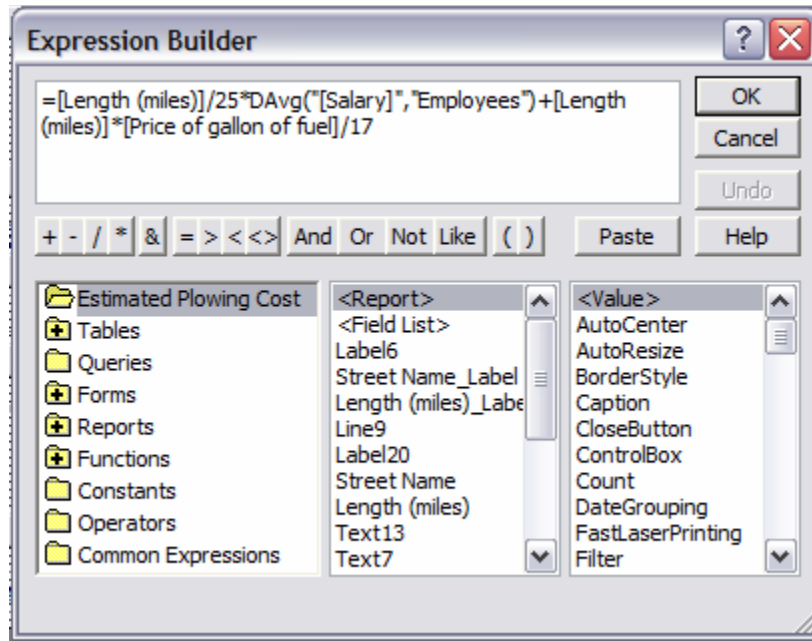 Expression Builder
?
=[Length (miles)]/25*DAvg("[Salary]","Employees")+[Length
(miles)]*[Price of gallon of fuel]/17
OK
Cancel
Undo
+ - / * & = > < <> And Or Not Like ( ) Paste Help
Estimated Plowing Cost
Tables
Queries
Forms
Reports
Functions
Constants
Operators
Common Expressions
<Report>
<Field List>
Label6
Street Name_Label
Length (miles)_Labe
Line9
Label20
Street Name
Length (miles)
Text13
Text7
<Value>
AutoCenter
AutoResize
BorderStyle
Caption
CloseButton
ControlBox
Count
DateGrouping
FastLaserPrinting
Filter